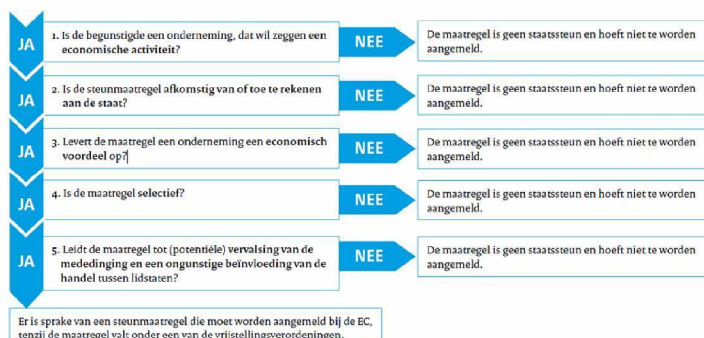 JA
1. Is de begunstigde een onderneming, dat wil zeggen een
economische activiteit?
NEE
De maatregel is geen staatssteun en hoeft niet te worden
aangemeld.
JA
2. Is de steunmaatregel afkomstig van of toe te rekenen
aan de staat?
NEE
De maatregel is geen staatssteun en hoeft niet te worden
aangemeld.
JA
3. Levert de maatregel een onderneming een economisch
voordeel op?
NEE
De maatregel is geen staatssteun en hoeft niet te worden
aangemeld.
JA
4. Is de maatregel selectief?
NEE
De maatregel is geen staatssteun en hoeft niet te worden
aangemeld.
JA
5. Leidt de maatregel tot (potentiële) vervalsing van de
mededinging en een ongunstige beïnvloeding van de
handel tussen lidstaten?
NEE
De maatregel is geen staatssteun en hoeft niet te worden
aangemeld.
Er is sprake van een steunmaatregel die moet worden aangemeld bij de EC,
tenzij de maatregel valt onder een van de vrijstellingsverordeningen.